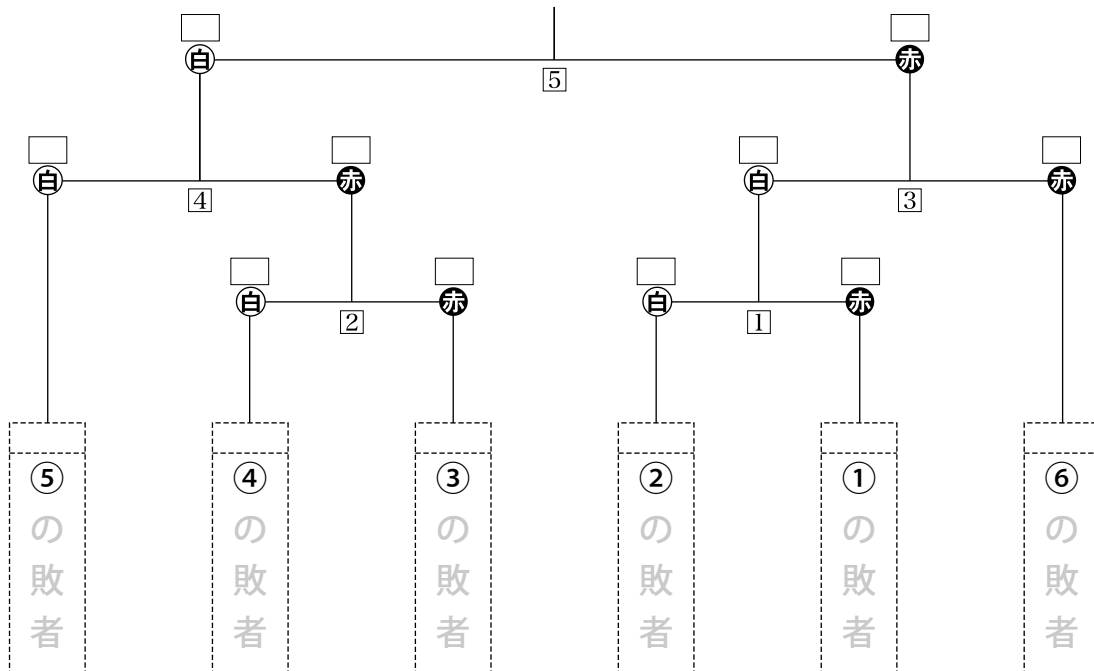 白 赤
5
白 赤 白 赤
4 3
白 赤 白 赤
2 1
⑤の敗者
④の敗者
③の敗者
②の敗者
①の敗者
⑥の敗者